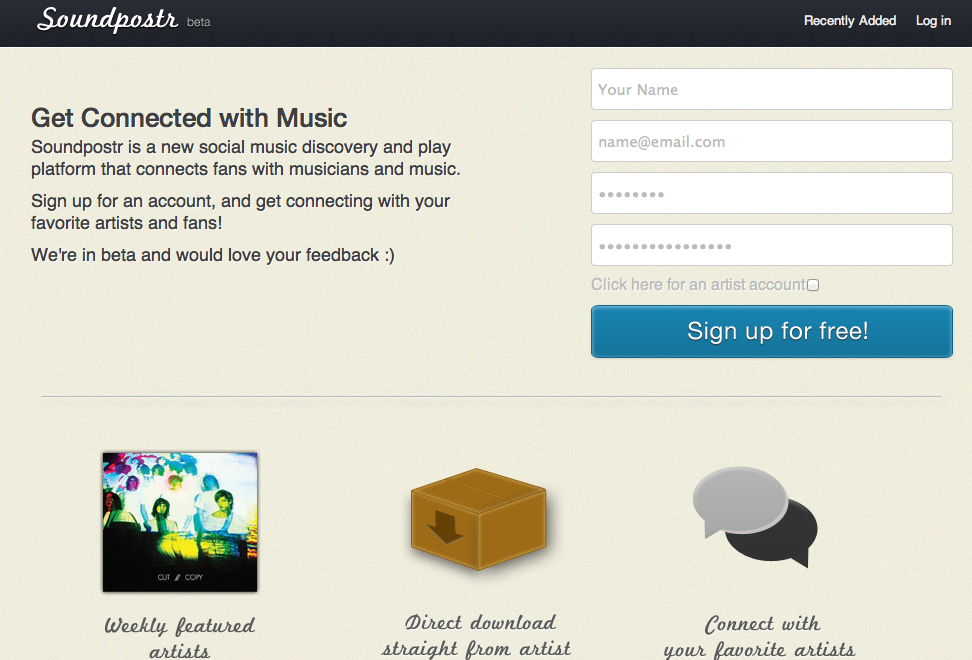 Soundpostr beta
Recently Added Log in
Get Connected with Music
Soundpostr is a new social music discovery and play
platform that connects fans with musicians and music.
Sign up for an account, and get connecting with your
favorite artists and fans!
We're in beta and would love your feedback :)
Your Name
name@email.com
••••••••
••••••••••••••••
Click here for an artist account
Sign up for free!
CUT // COPY
Weekly featured
artists
Direct download
straight from artist
Connect with
your favorite artists